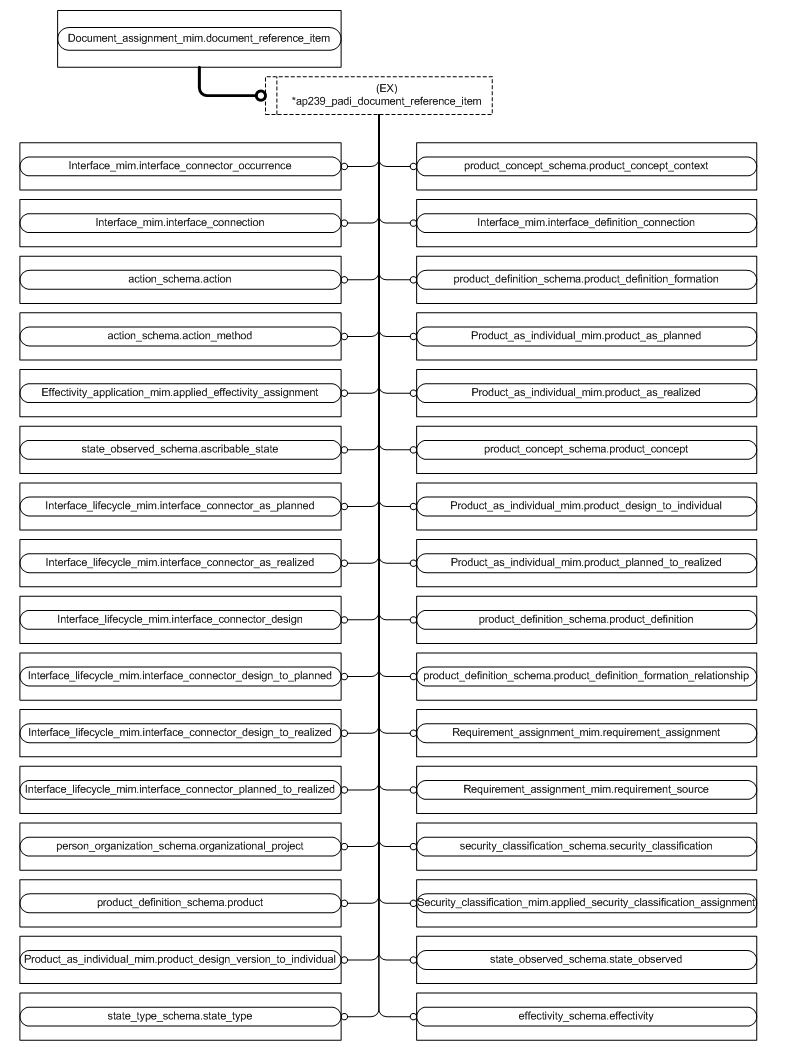 Document_assignment_mim.document_reference_item
(EX)
*ap239_padi_document_reference_item
Interface_mim.interface_connector_occurrence
product_concept_schema.product_concept_context
Interface_mim.interface_connection
Interface_mim.interface_definition_connection
action_schema.action
product_definition_schema.product_definition_formation
action_schema.action_method
Product_as_individual_mim.product_as_planned
Effectivity_application_mim.applied_effectivity_assignment
Product_as_individual_mim.product_as_realized
state_observed_schema.ascribable_state
product_concept_schema.product_concept
Interface_lifecycle_mim.interface_connector_as_planned
Product_as_individual_mim.product_design_to_individual
Interface_lifecycle_mim.interface_connector_as_realized
Product_as_individual_mim.product_planned_to_realized
Interface_lifecycle_mim.interface_connector_design
product_definition_schema.product_definition
Interface_lifecycle_mim.interface_connector_design_to_planned
product_definition_schema.product_definition_formation_relationship
Interface_lifecycle_mim.interface_connector_design_to_realized
Requirement_assignment_mim.requirement_assignment
Interface_lifecycle_mim.interface_connector_planned_to_realized
Requirement_assignment_mim.requirement_source
person_organization_schema.organizational_project
security_classification_schema.security_classification
product_definition_schema.product
Security_classification_mim.applied_security_classification_assignment
Product_as_individual_mim.product_design_version_to_individual
state_observed_schema.state_observed
state_type_schema.state_type
effectivity_schema.effectivity